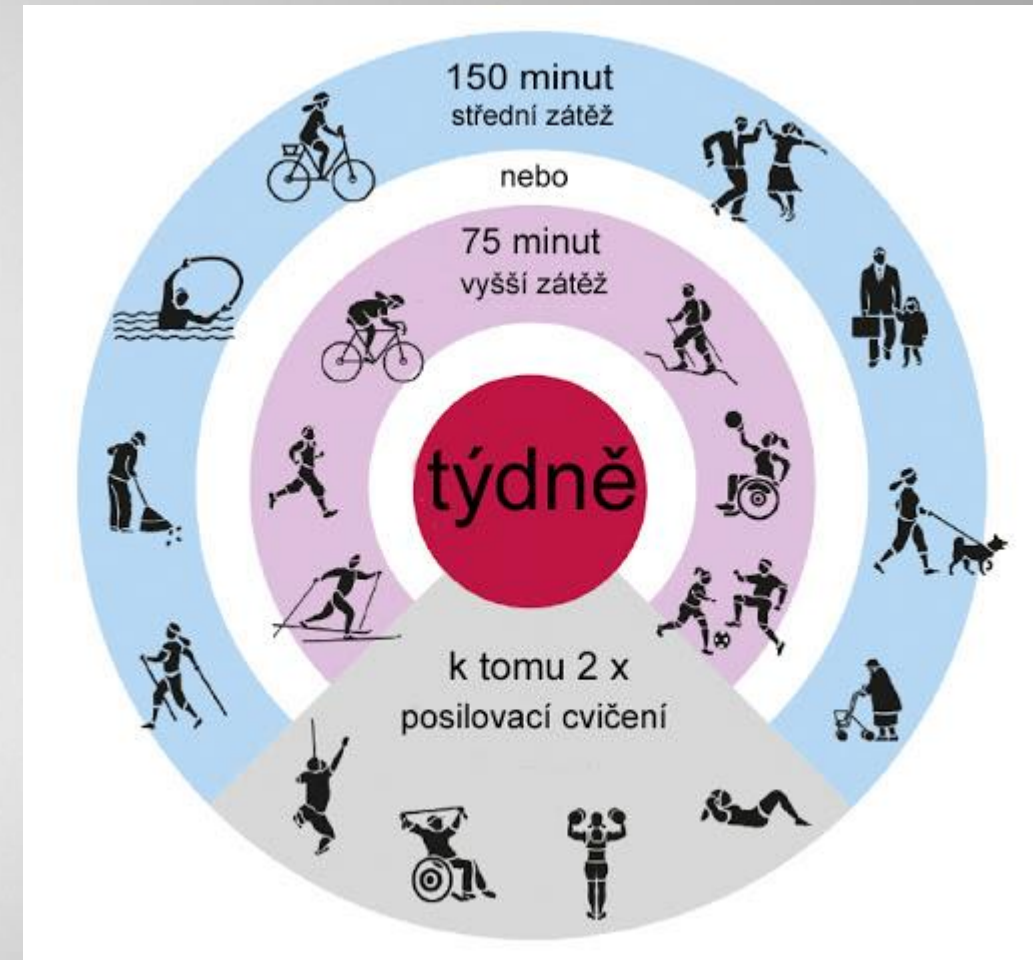 150 minut
střední zátěž
nebo
75 minut
vyšší zátěž
týdně
k tomu 2 x
posilovací cvičení